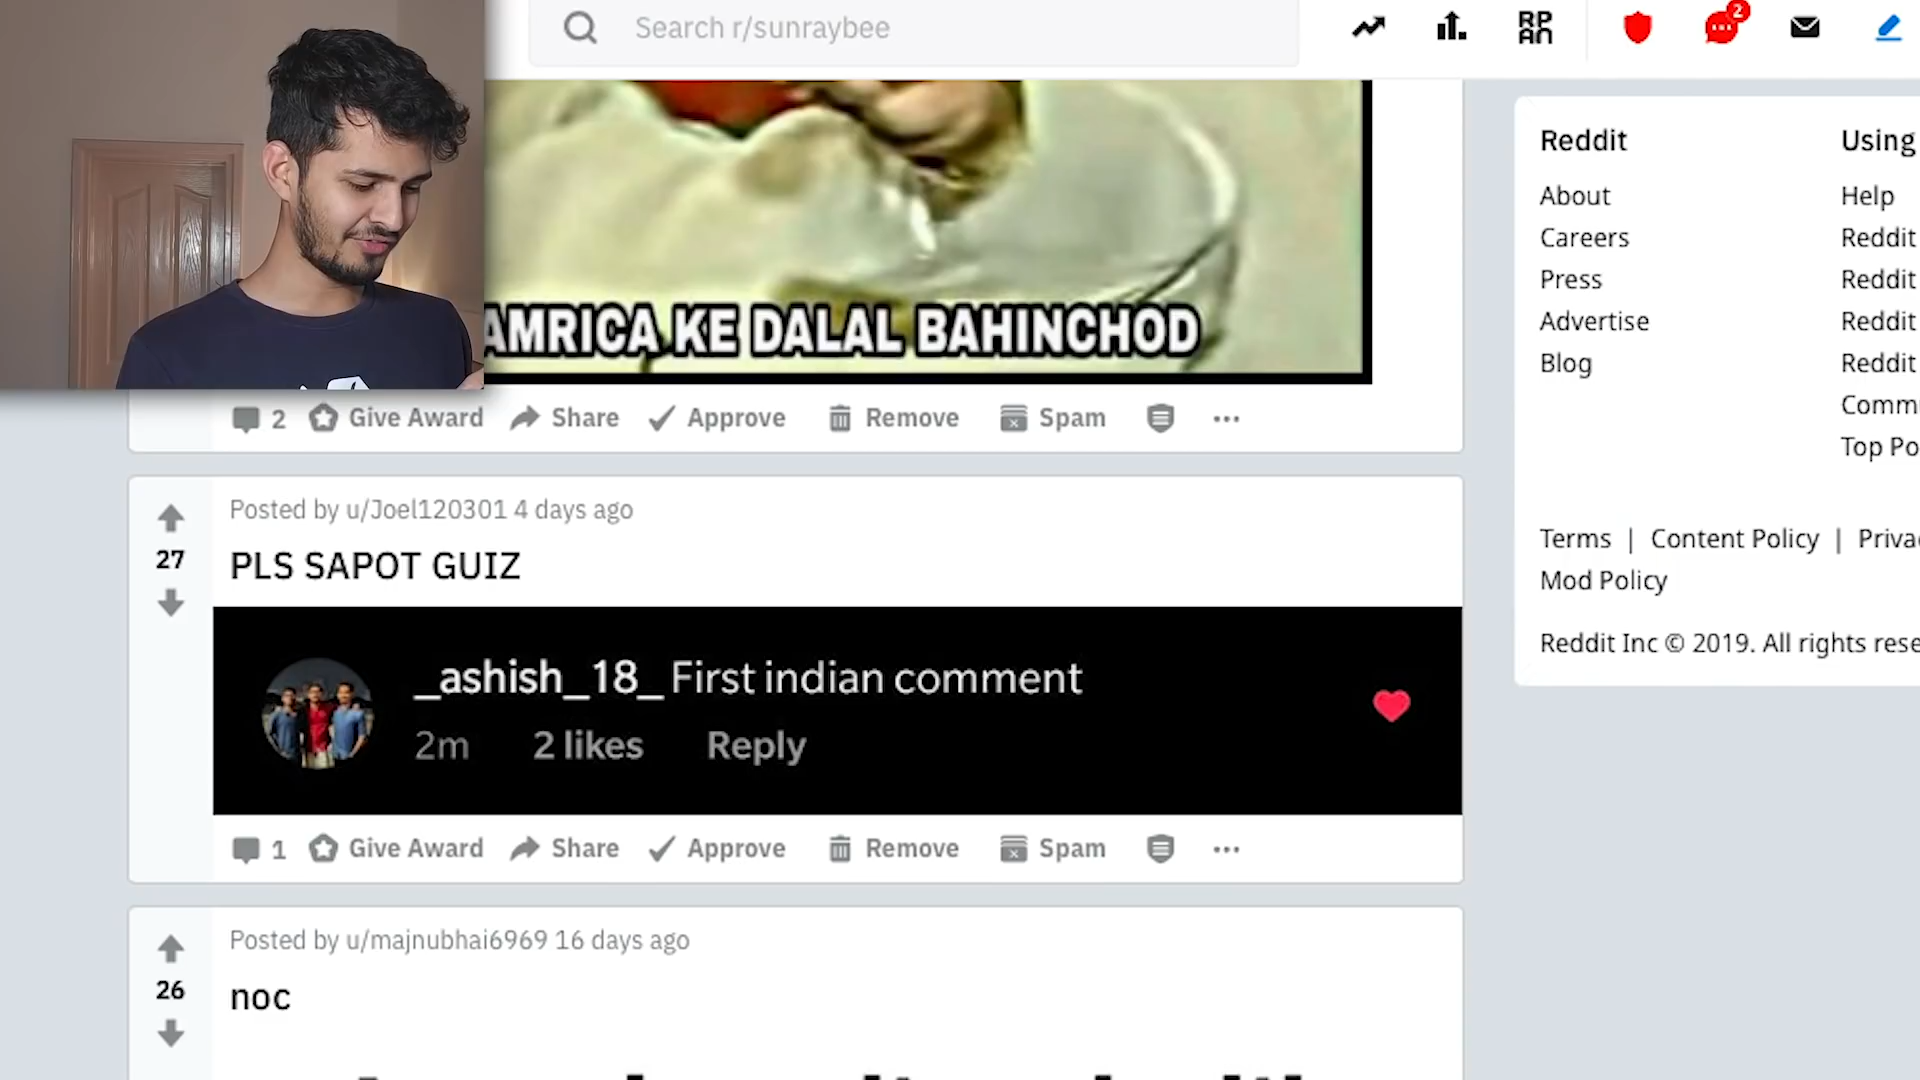 Search r/sunraybee
RP
AN
2
AMRICA KE DALAL BAHINCHOD
2 Give Award Share Approve Remove Spam
Posted by u/Joel120301 4 days ago
27
PLS SAPOT GUIZ
_ashish_18_ First indian comment
2m 2 likes Reply
1 Give Award Share Approve Remove Spam
Posted by u/majnubhai6969 16 days ago
26
noc
Reddit
About
Careers
Press
Advertise
Blog
Using
Help
Reddit
Reddit
Reddit
Reddit
Commu
Top Po
Terms | Content Policy | Priva
Mod Policy
Reddit Inc © 2019. All rights rese